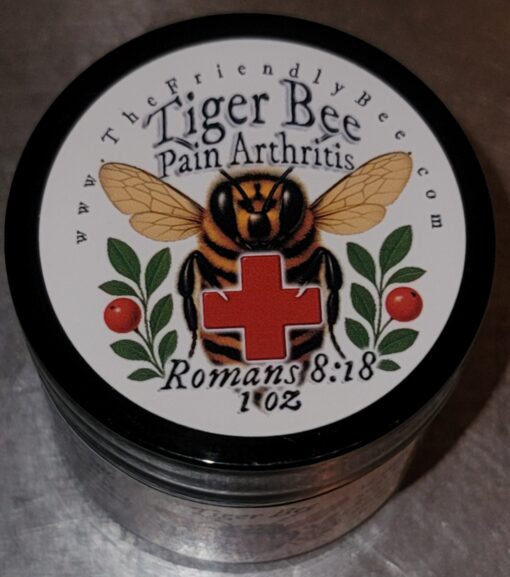 www.TheFriendlyBee.com
Tiger Bee
Pain Arthritis
Romans 8:18
1 oz